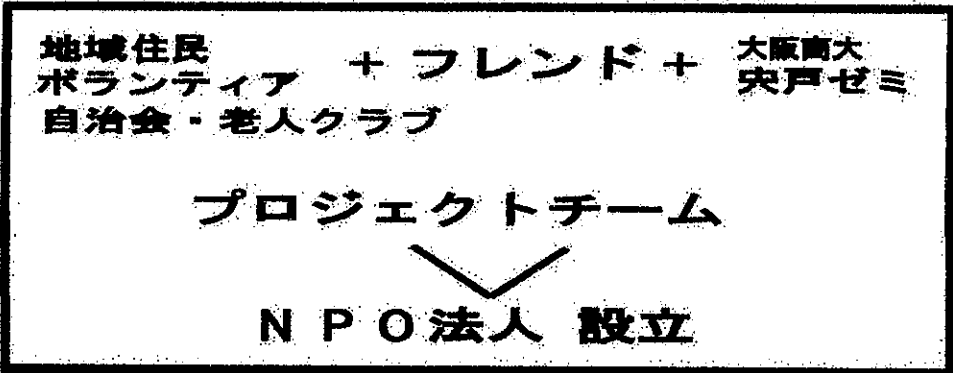 地域住民
ボランティア
自治会・老人クラブ
+ フレンド +
大阪商大
宍戸ゼミ
プロジェクトチーム
NPO法人 設立